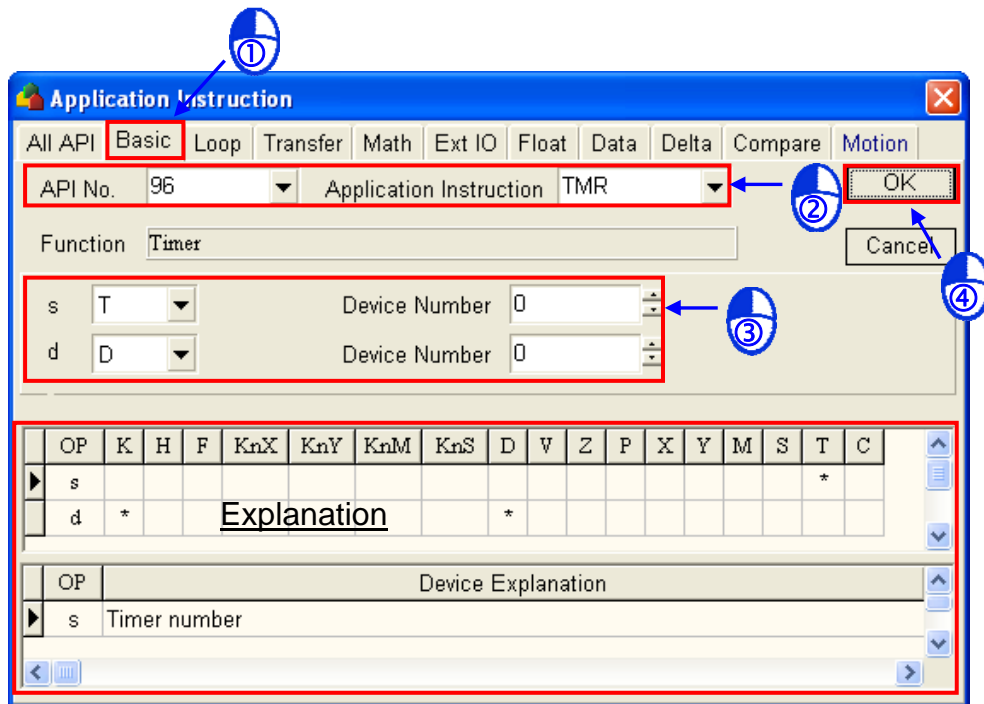 ①
Application Instruction
All API Basic Loop Transfer Math Ext IO Float Data Delta Compare Motion
API No. 96 Application Instruction TMR OK
②
Function Timer Cancel
④
s T Device Number 0
③
d D Device Number 0
OP K H F KnX KnY KnM KnS D V Z P X Y M S T C
s *
d * Explanation *
OP Device Explanation
s Timer number